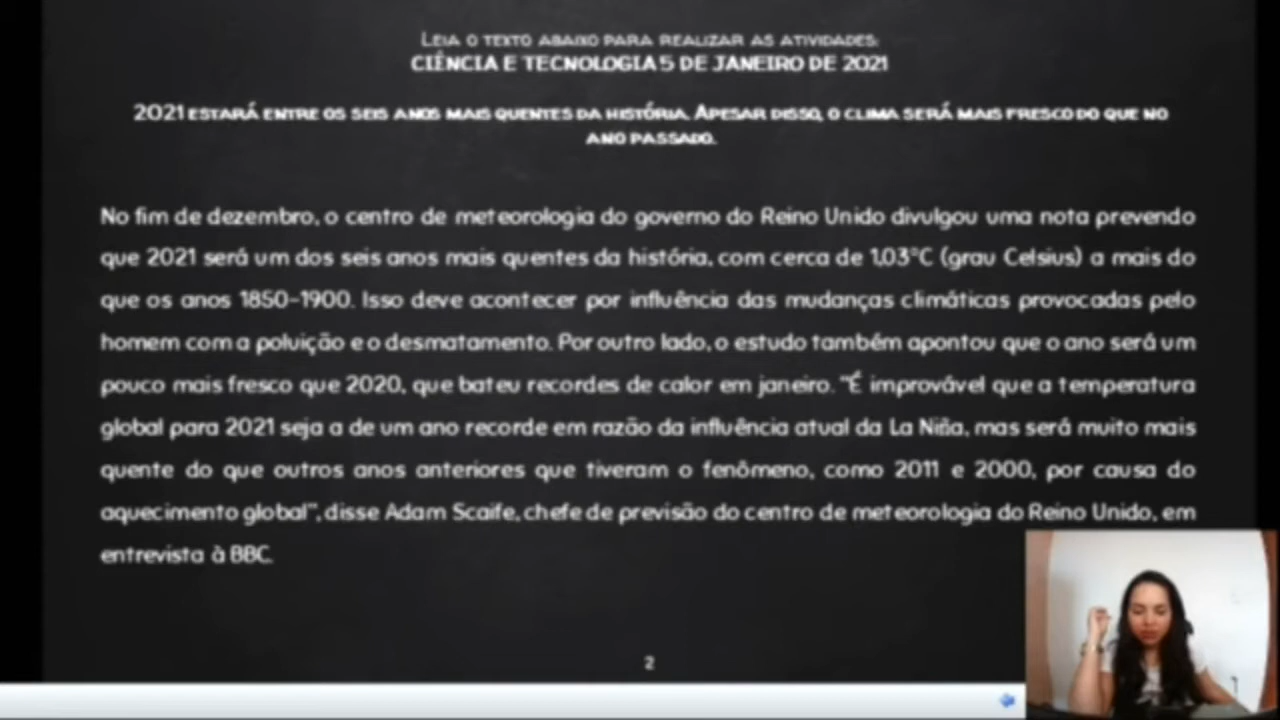 Leia o texto abaixo para realizar as atividades:
CIÊNCIA E TECNOLOGIA 5 DE JANEIRO DE 2021
2021 estará entre os seis anos mais quentes da história. Apesar disso, o clima será mais fresco do que no
ano passado.
No fim de dezembro, o centro de meteorologia do governo do Reino Unido divulgou uma nota prevendo
que 2021 será um dos seis anos mais quentes da história, com cerca de 1,03°C (grau Celsius) a mais do
que os anos 1850-1900. Isso deve acontecer por influência das mudanças climáticas provocadas pelo
homem com a poluição e o desmatamento. Por outro lado, o estudo também apontou que o ano será um
pouco mais fresco que 2020, que bateu recordes de calor em janeiro. "É improvável que a temperatura
global para 2021 seja a de um ano recorde em razão da influência atual da La Niña, mas será muito mais
quente do que outros anos anteriores que tiveram o fenômeno, como 2011 e 2000, por causa do
aquecimento global", disse Adam Scaife, chefe de previsão do centro de meteorologia do Reino Unido, em
entrevista à BBC.
2